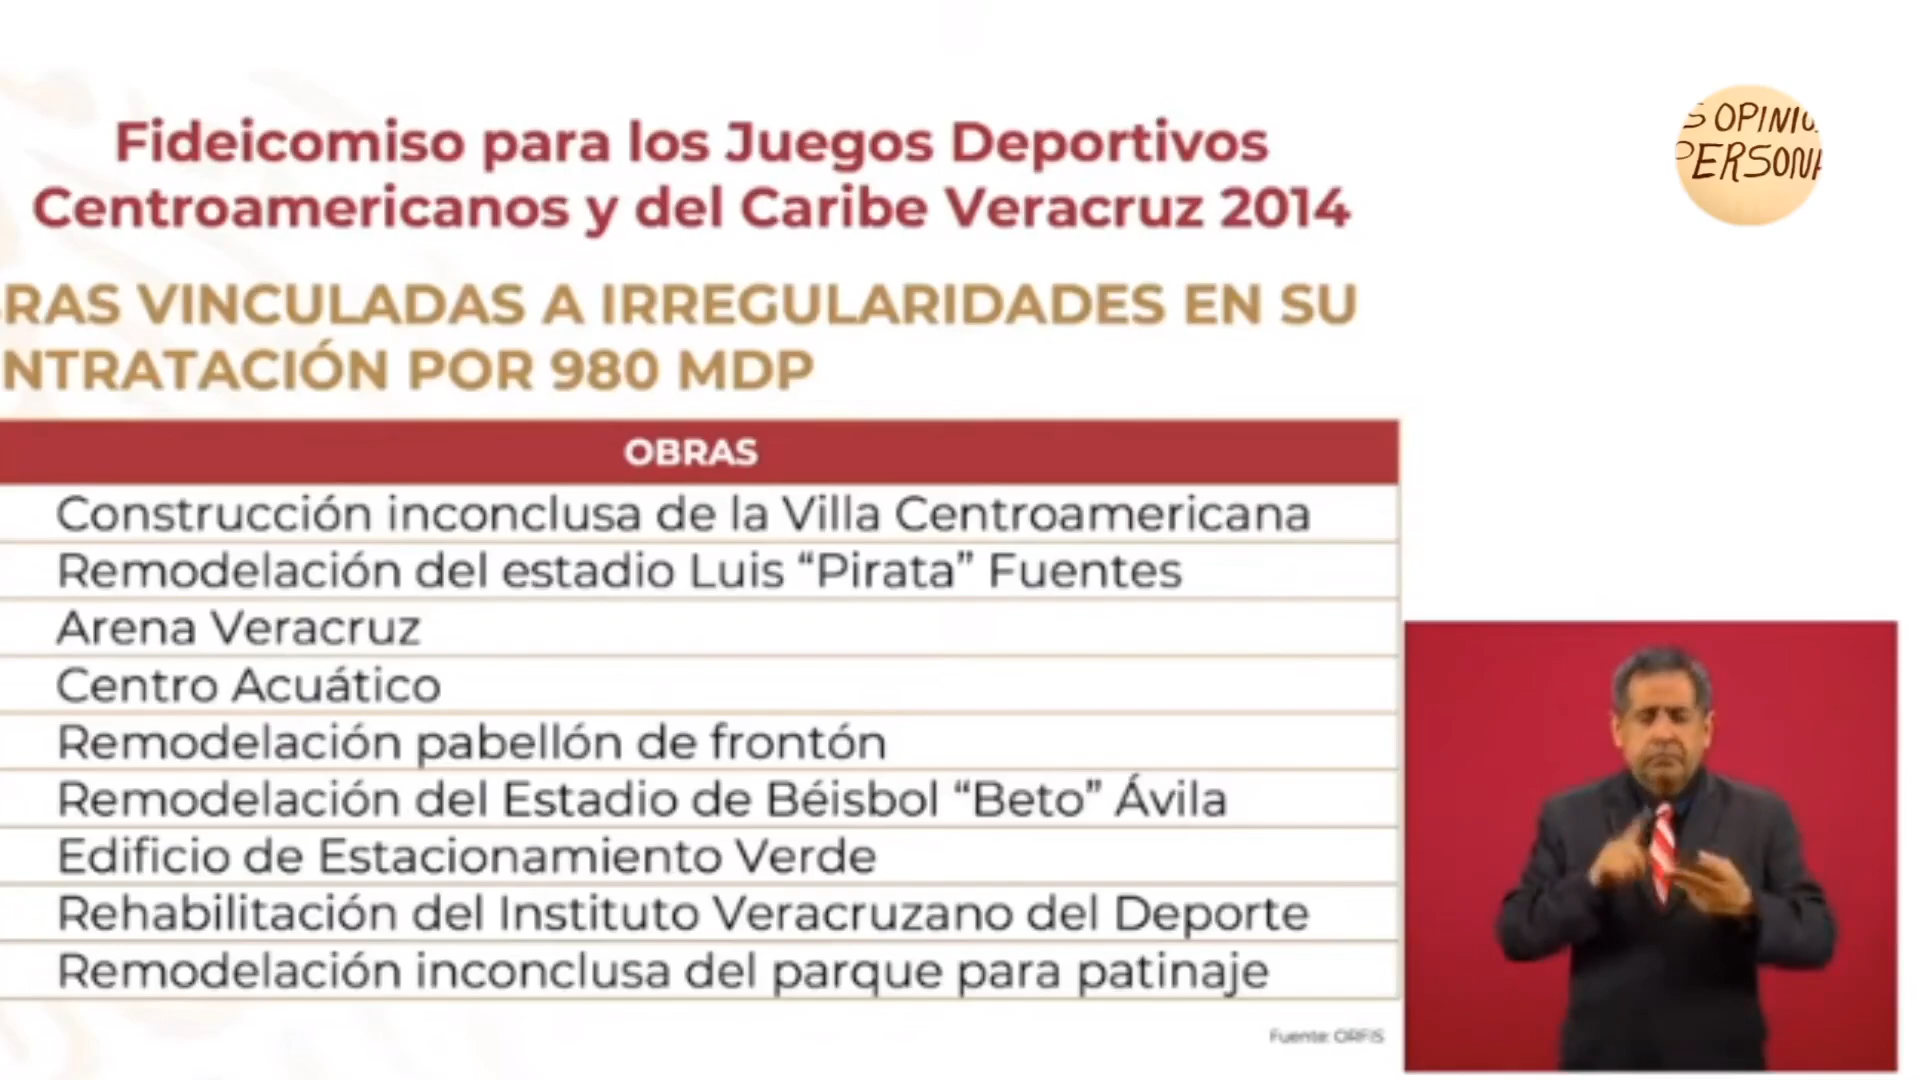 Fideicomiso para los Juegos Deportivos
Centroamericanos y del Caribe Veracruz 2014
RAS VINCULADAS A IRREGULARIDADES EN SU
NTRATACIÓN POR 980 MDP
OBRAS
Construcción inconclusa de la Villa Centroamericana
Remodelación del estadio Luis “Pirata” Fuentes
Arena Veracruz
Centro Acuático
Remodelación pabellón de frontón
Remodelación del Estadio de Béisbol “Beto” Ávila
Edificio de Estacionamiento Verde
Rehabilitación del Instituto Veracruzano del Deporte
Remodelación inconclusa del parque para patinaje
Fuente: ORFIS
S OPINIO
PERSONA